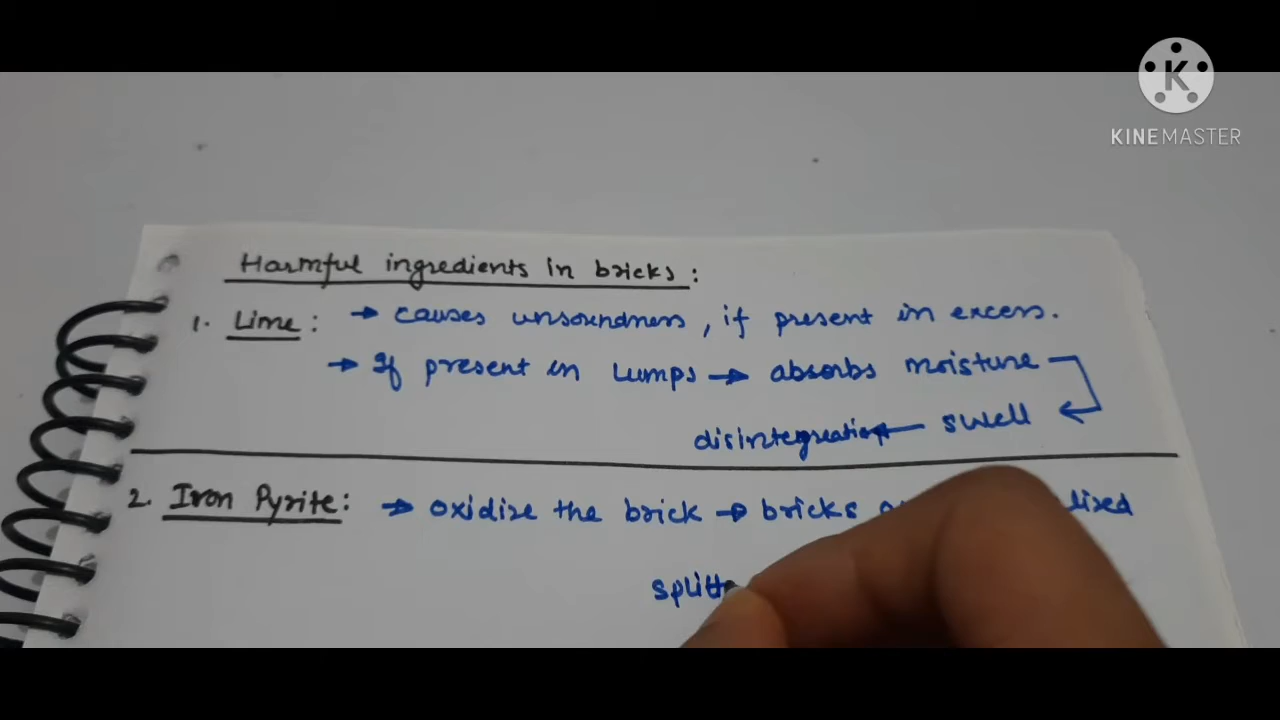 K
KINEMASTER
Harmful ingredients in bricks :
1. Lime : → causes unsoundness, if present in excess.
→ If present in Lumps → absorbs moisture
disintegreation ← swell
2. Iron Pyrite : → oxidize the brick → bricks